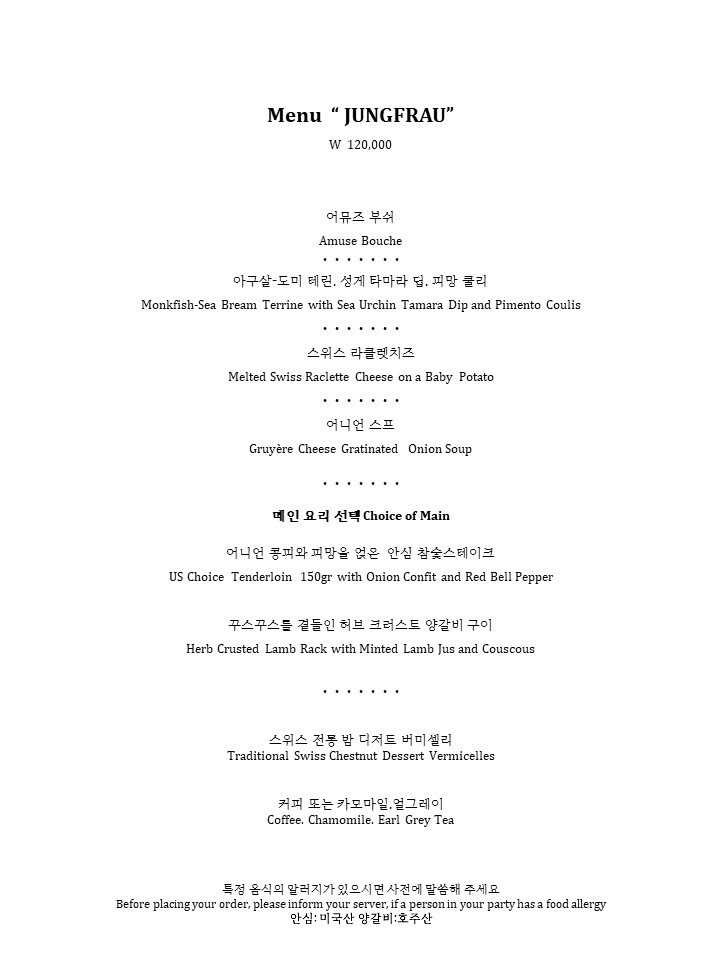 Menu “ JUNGFRAU”
W 120,000
어뮤즈 부쉬
Amuse Bouche
• • • • • • •
아구살-도미 테린, 성게 타마라 딥, 피망 쿨리
Monkfish-Sea Bream Terrine with Sea Urchin Tamara Dip and Pimento Coulis
• • • • • • •
스위스 라클렛치즈
Melted Swiss Raclette Cheese on a Baby Potato
• • • • • • •
어니언 스프
Gruyère Cheese Gratinated Onion Soup
• • • • • • •
메인 요리 선택 Choice of Main
어니언 콩피와 피망을 얹은 안심 참숯스테이크
US Choice Tenderloin 150gr with Onion Confit and Red Bell Pepper
꾸스꾸스를 곁들인 허브 크러스트 양갈비 구이
Herb Crusted Lamb Rack with Minted Lamb Jus and Couscous
• • • • • • •
스위스 전통 밤 디저트 버미셀리
Traditional Swiss Chestnut Dessert Vermicelles
커피 또는 카모마일.얼그레이
Coffee. Chamomile. Earl Grey Tea
특정 음식의 알러지가 있으시면 사전에 말씀해 주세요
Before placing your order, please inform your server, if a person in your party has a food allergy
안심: 미국산 양갈비:호주산